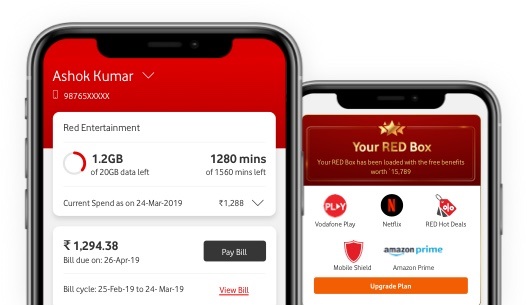 Ashok Kumar
98765XXXXX
Red Entertainment
1.2GB
of 20GB data left
1280 mins
of 1560 mins left
Current Spend as on 24-Mar-2019
₹1,288
₹ 1,294.38
Bill due on: 26-Apr-19
Pay Bill
Bill cycle: 25-Feb-19 to 24- Mar-19
View Bill
Your RED Box
Your RED Box has been loaded with the free benefits
worth `15,789
PLAY
Vodafone Play
N
Netflix
%
RED Hot Deals
Mobile Shield
amazon prime
Amazon Prime
Upgrade Plan